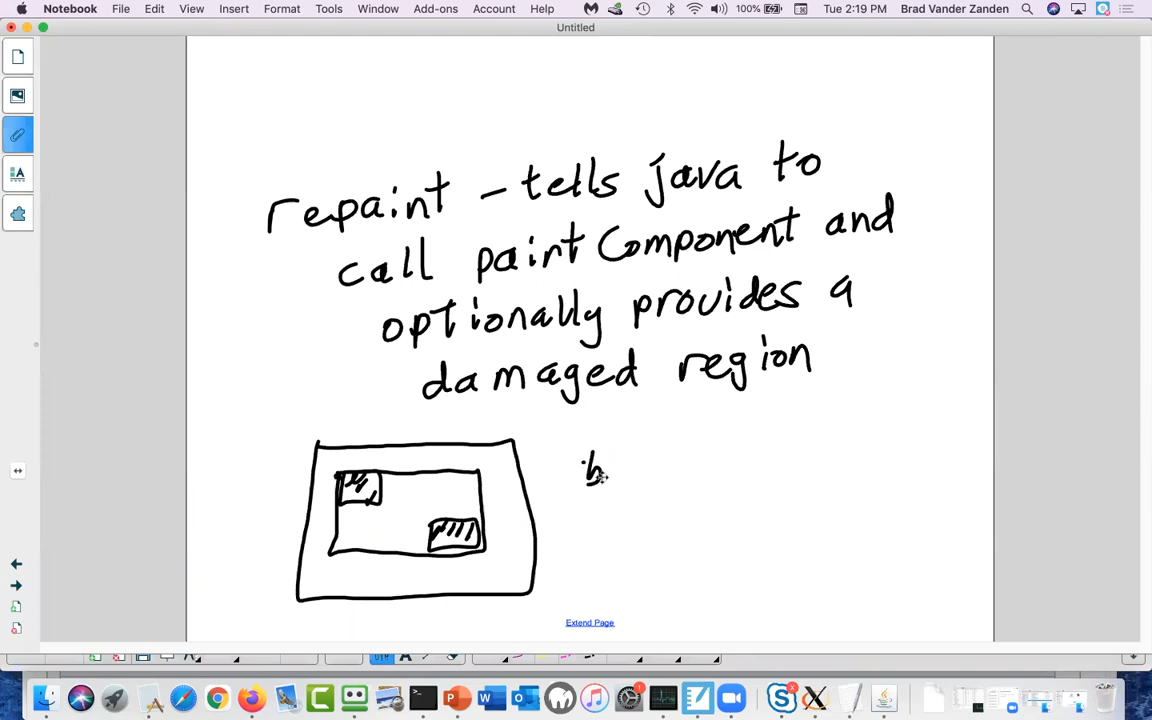 Notebook File Edit View Insert Format Tools Window Add-ons Account Help 100% Tue 2:19 PM Brad Vander Zanden
Untitled
repaint - tells java to
call paintComponent and
optionally provides a
damaged region
b
Extend Page